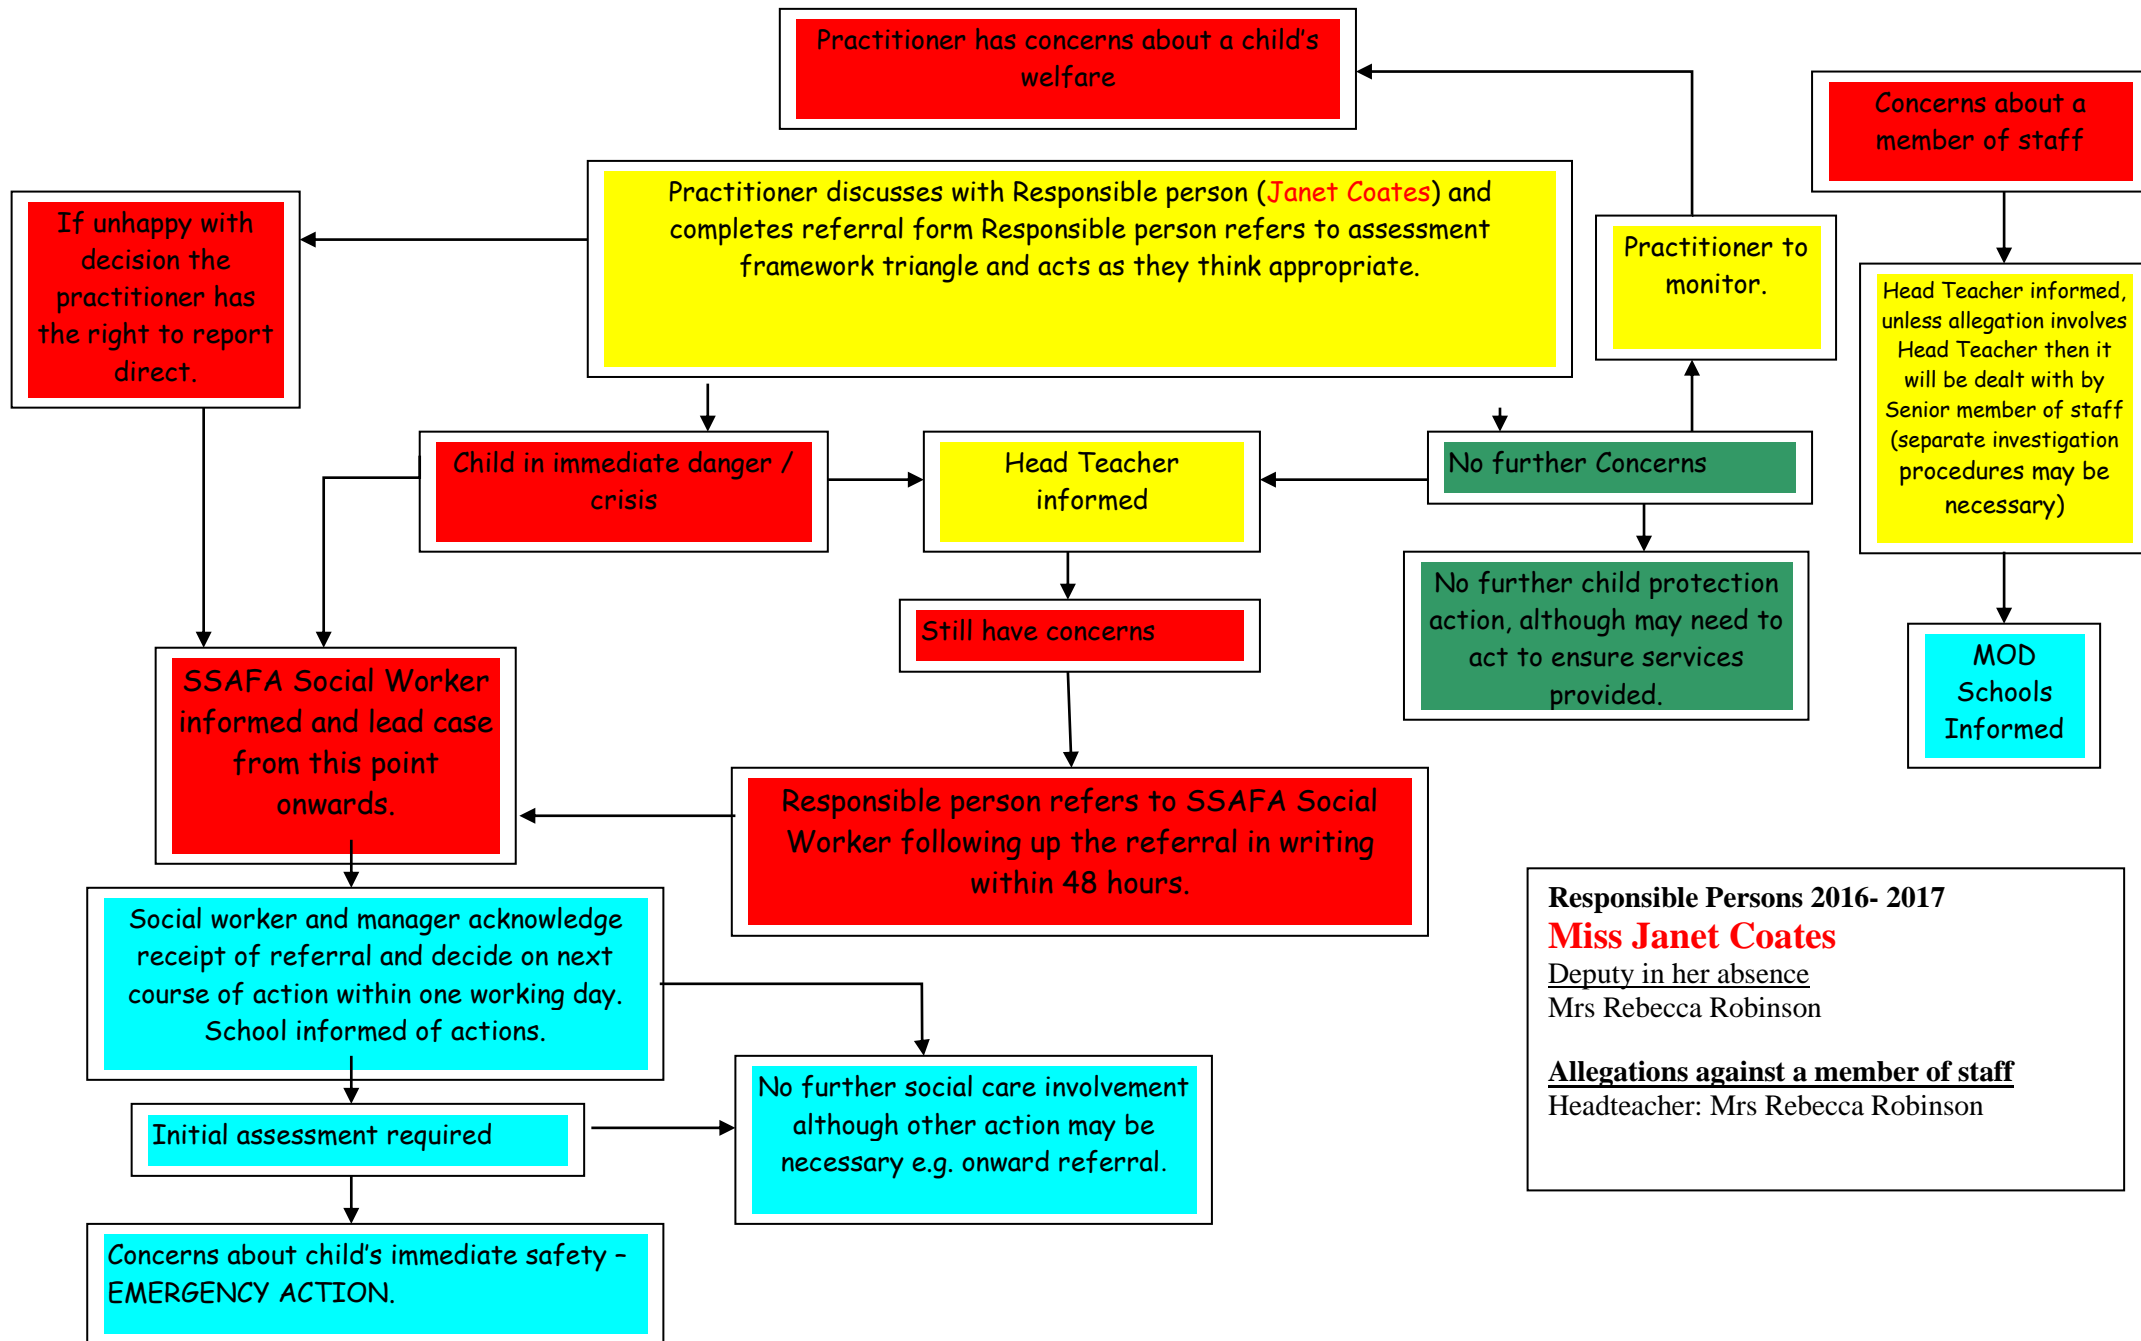 Practitioner has concerns about a child's
welfare
Concerns about a
member of staff
Practitioner discusses with Responsible person (Janet Coates) and
completes referral form Responsible person refers to assessment
framework triangle and acts as they think appropriate.
If unhappy with
decision the
practitioner has
the right to report
direct.
Practitioner to
monitor.
Head Teacher informed,
unless allegation involves
Head Teacher then it
will be dealt with by
Senior member of staff
(separate investigation
procedures may be
necessary)
Child in immediate danger /
crisis
Head Teacher
informed
No further Concerns
No further child protection
action, although may need to
act to ensure services
provided.
Still have concerns
MOD
Schools
Informed
SSAFA Social Worker
informed and lead case
from this point
onwards.
Responsible person refers to SSAFA Social
Worker following up the referral in writing
within 48 hours.
Social worker and manager acknowledge
receipt of referral and decide on next
course of action within one working day.
School informed of actions.
No further social care involvement
although other action may be
necessary e.g. onward referral.
Initial assessment required
Concerns about child's immediate safety –
EMERGENCY ACTION.
Responsible Persons 2016- 2017
Miss Janet Coates
Deputy in her absence
Mrs Rebecca Robinson
Allegations against a member of staff
Headteacher: Mrs Rebecca Robinson